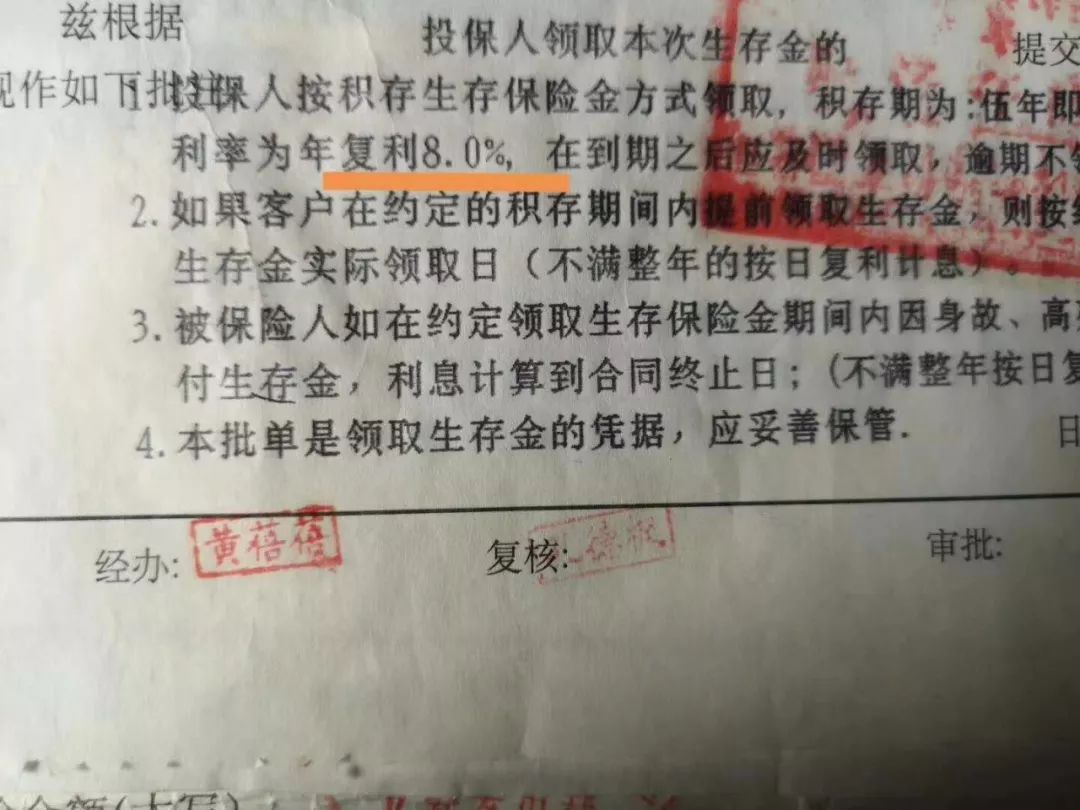 兹根据
投保人领取本次生存金的 提交
现作如下批注
1 投保人按积存生存保险金方式领取,积存期为:伍年即
利率为年复利8.0%, 在到期之后应及时领取,逾期不领
2.如果客户在约定的积存期间内提前领取生存金,则按
生存金实际领取日(不满整年的按日复利计息)。
3.被保险人如在约定领取生存保险金期间内因身故、高
付生存金,利息计算到合同终止日;(不满整年按日复
4.本批单是领取生存金的凭据,应妥善保管.
日
经办: 黄蓓蓓 复核: 审批:
金额(大写):